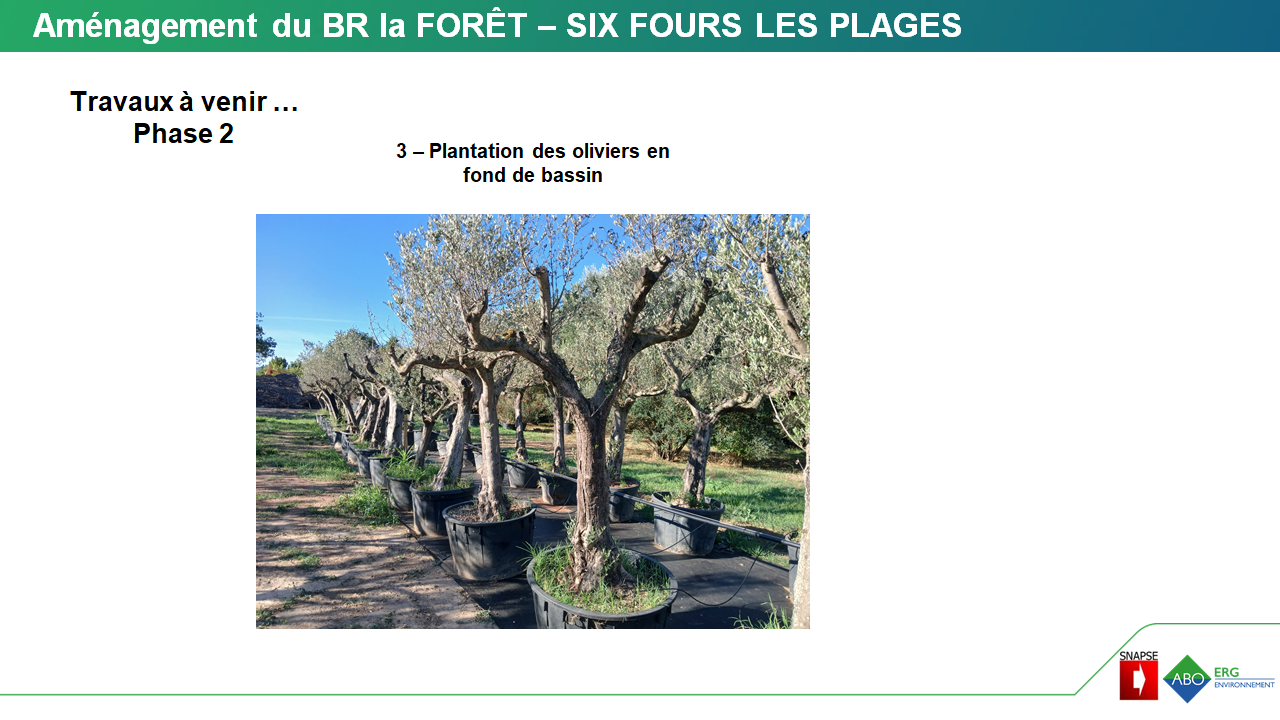 Aménagement du BR la FORÊT – SIX FOURS LES PLAGES
Travaux à venir …
Phase 2
3 – Plantation des oliviers en
fond de bassin
SNAPSE
ABO
ERG
ENVIRONNEMENT